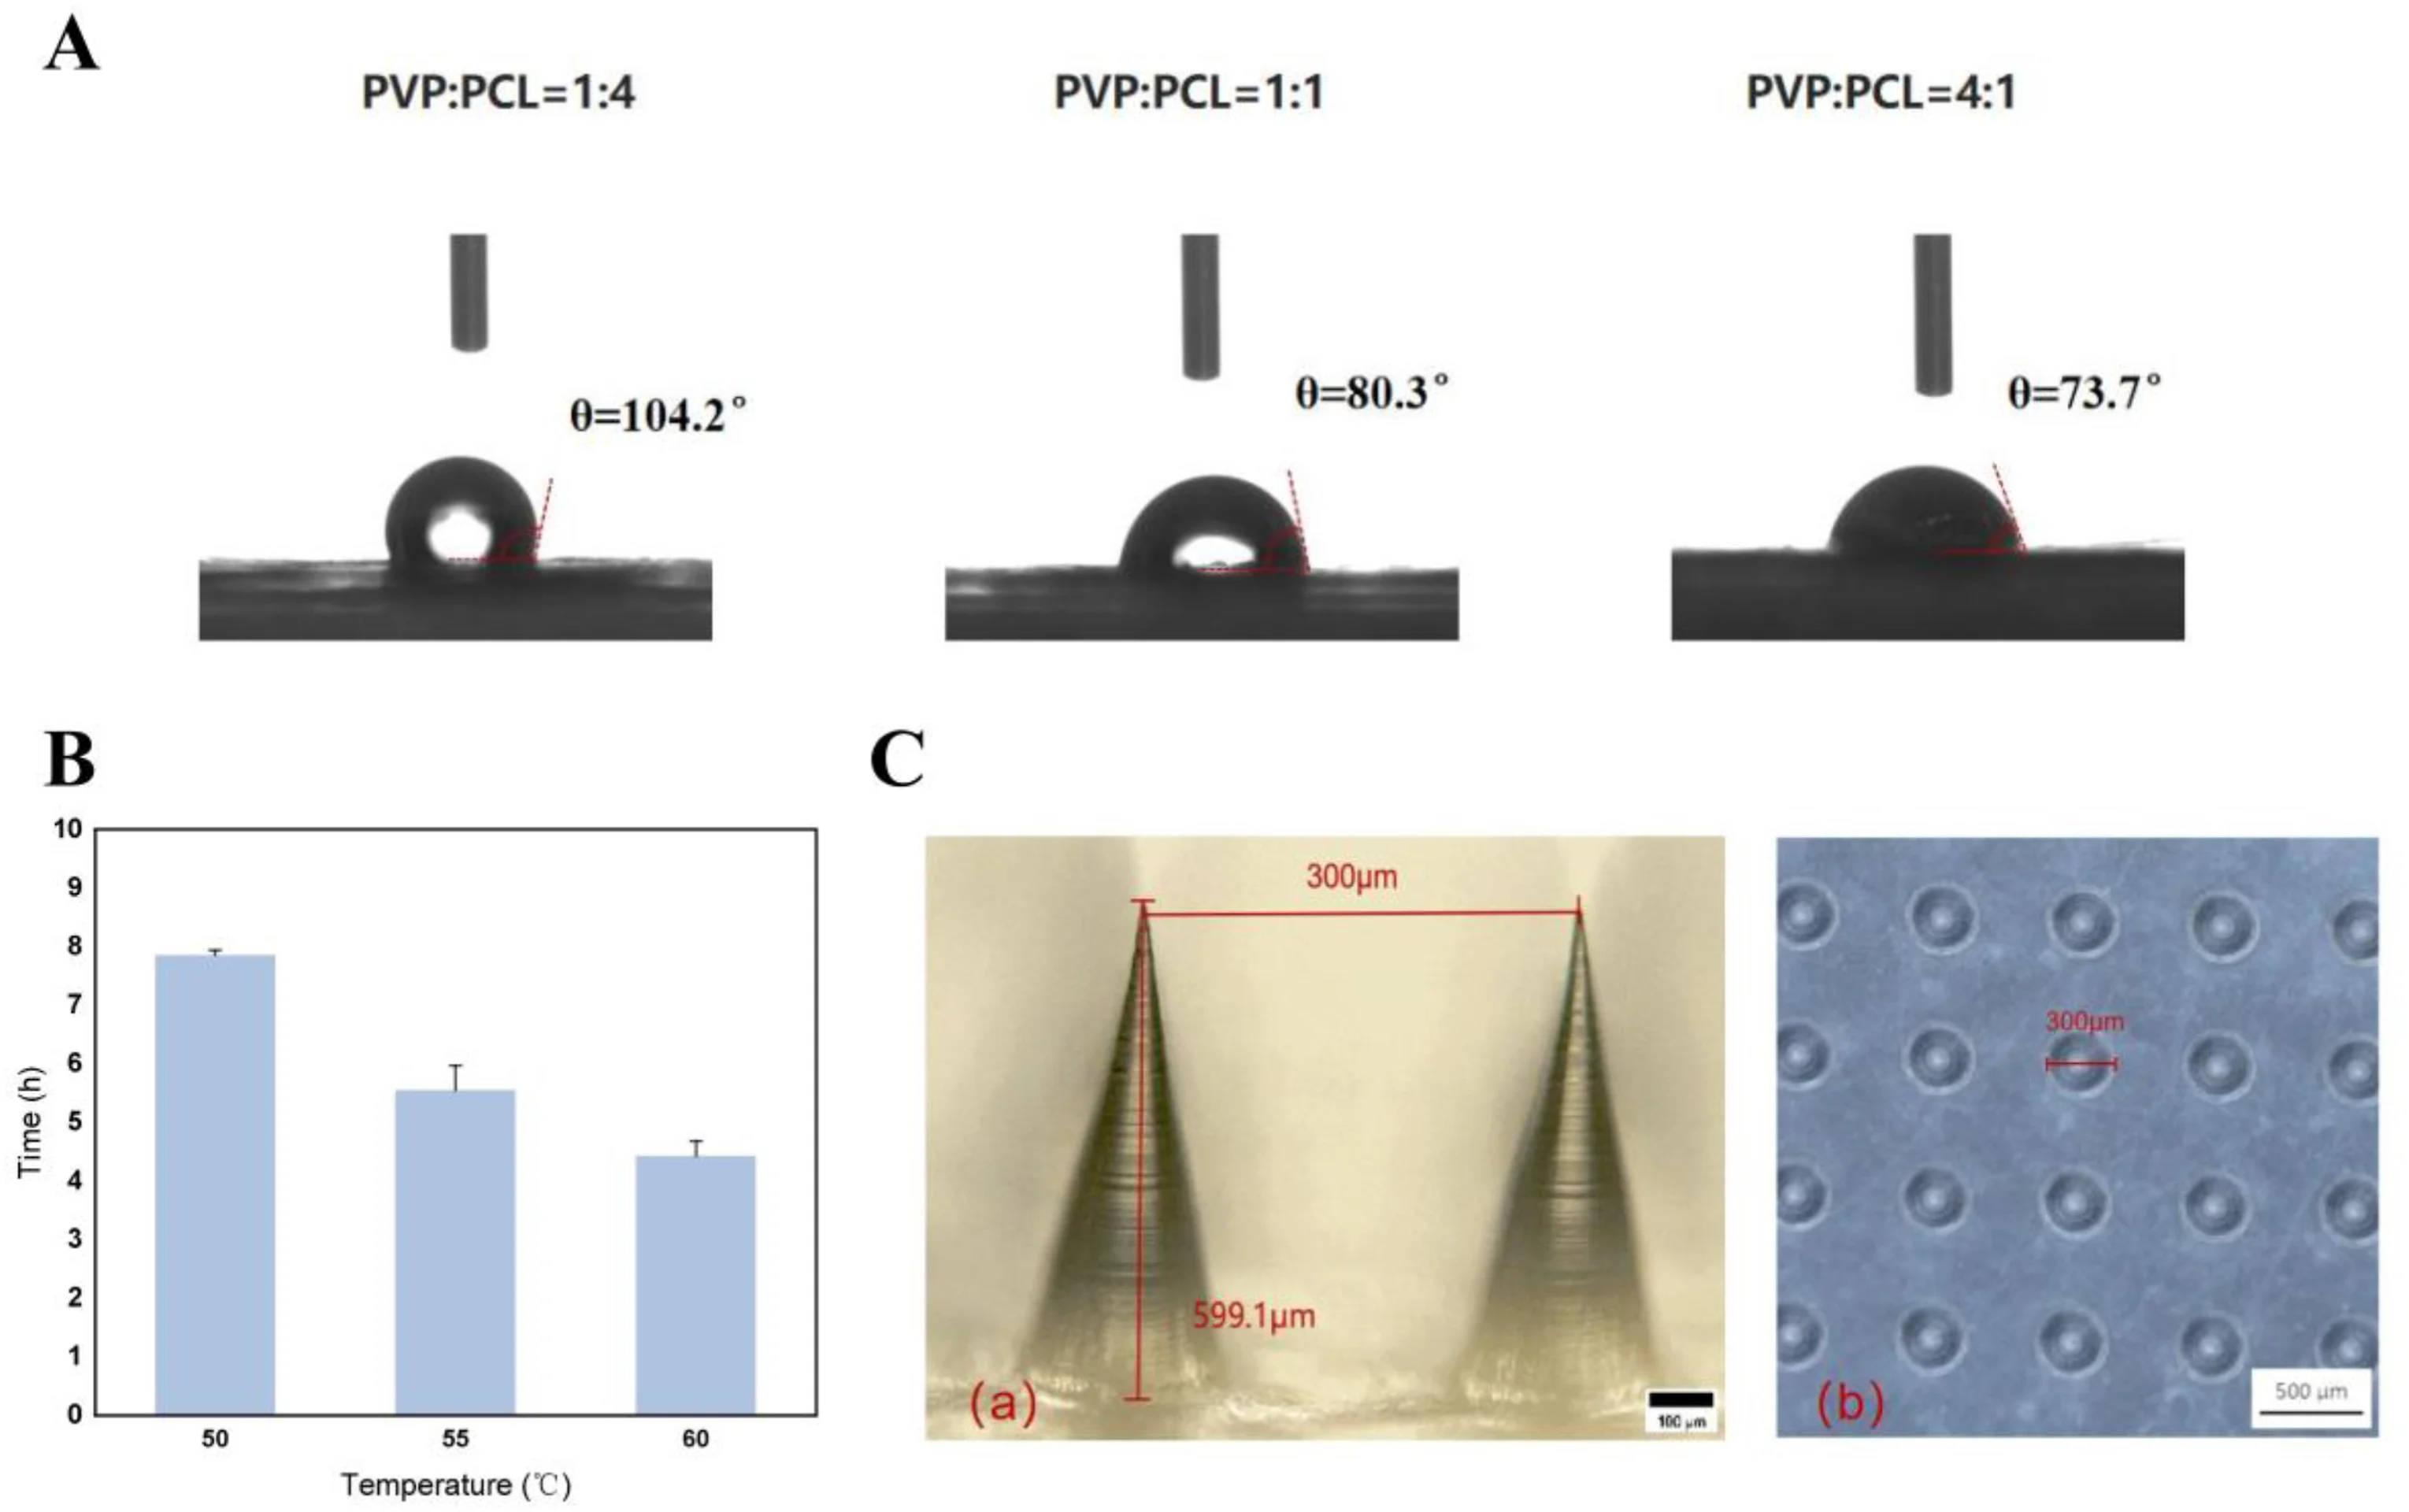 A
PVP:PCL=1:4
PVP:PCL=1:1
PVP:PCL=4:1
θ=104.2°
θ=80.3°
θ=73.7°
B
10
9
8
7
6
5
4
3
2
1
0
Time (h)
50
55
60
Temperature (℃)
C
300μm
599.1μm
(a)
100 μm
300μm
(b)
500 μm